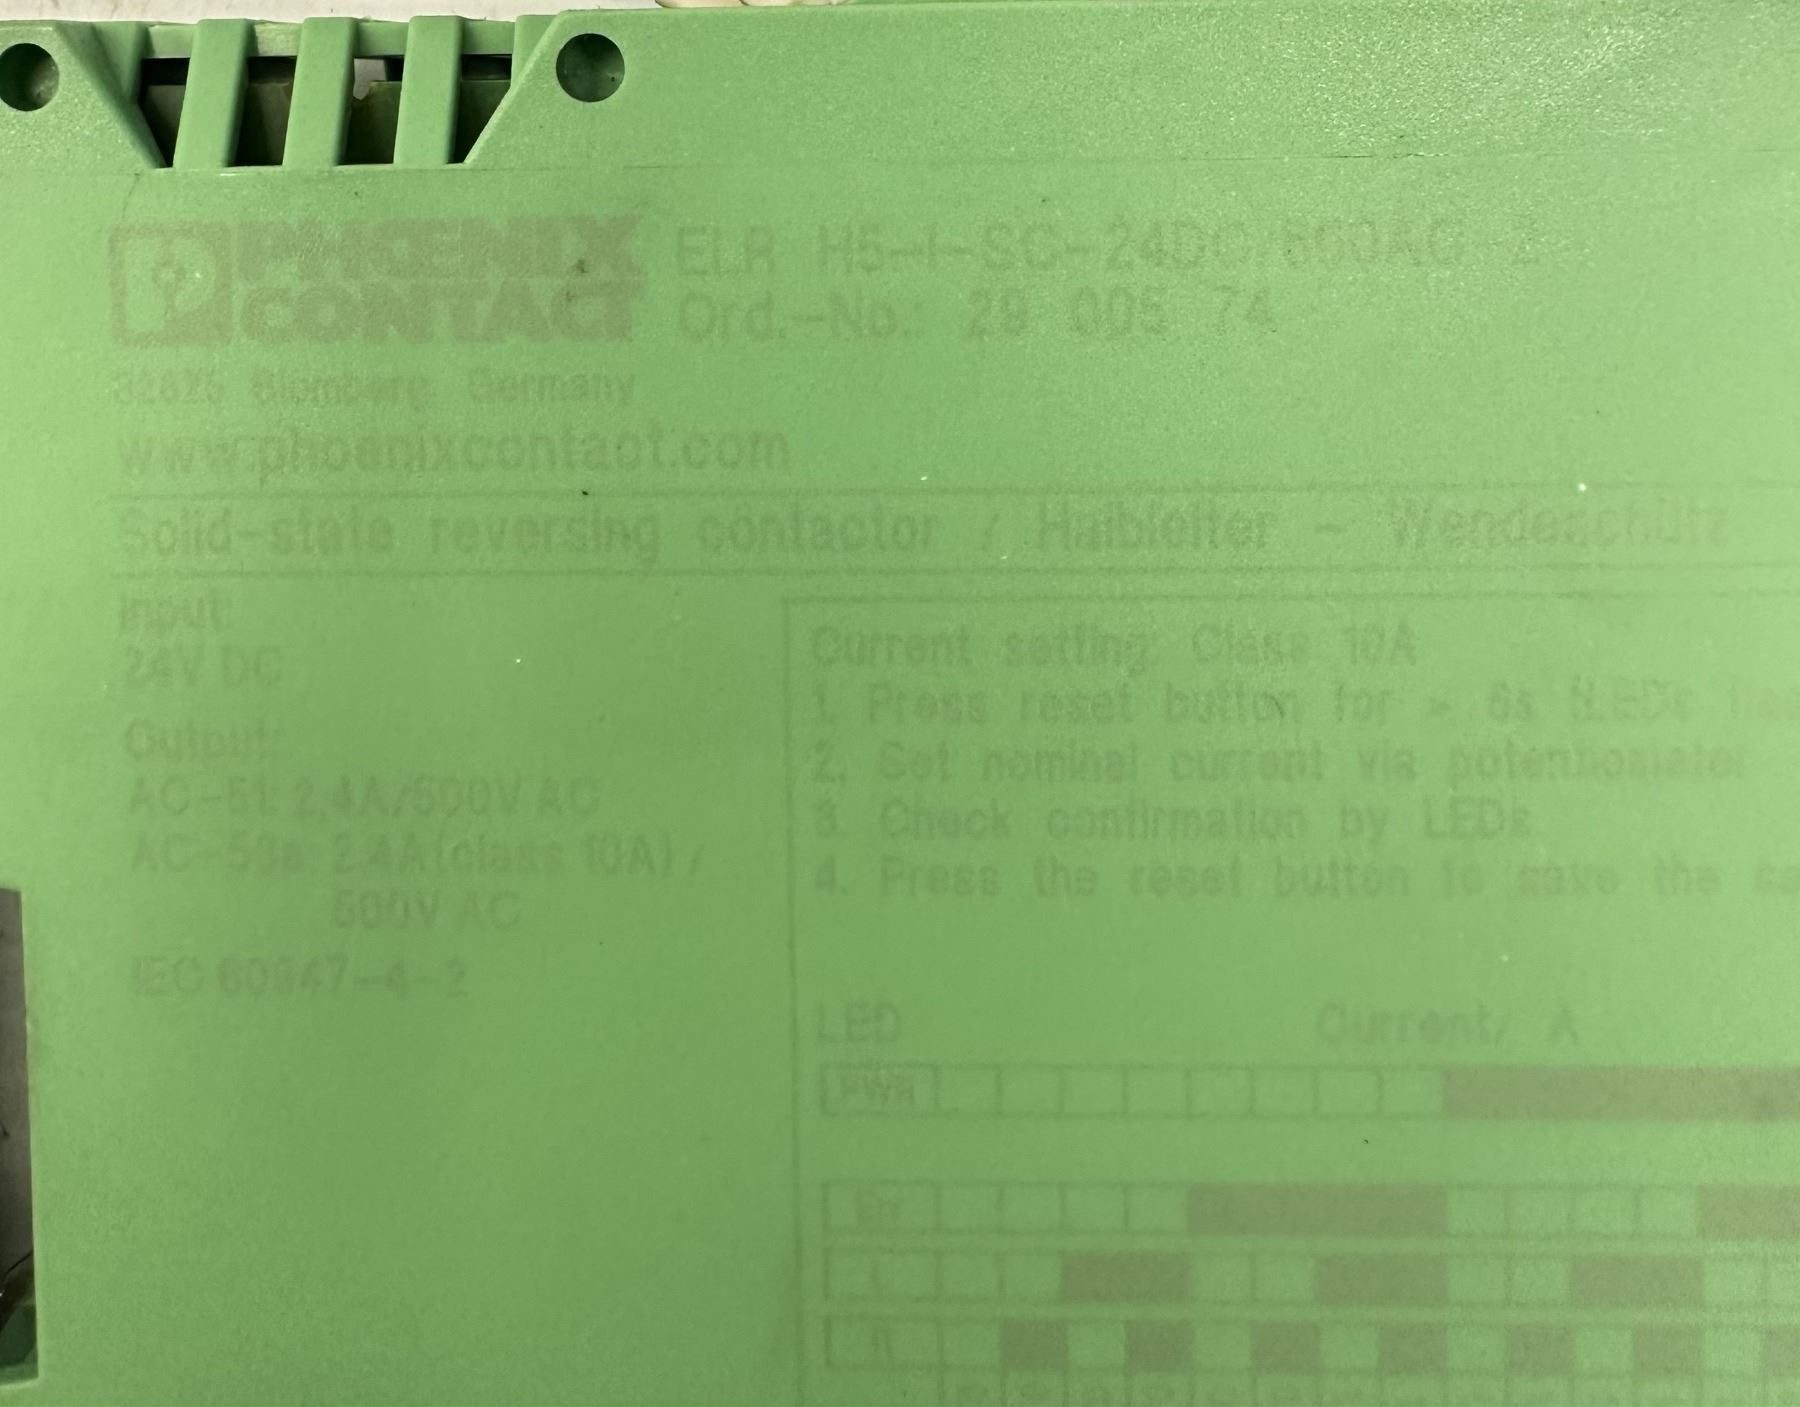 PHŒNIX CONTACT
ELR H5-I-SC-24DC/500AC-2
Ord.-No.: 29 005 74
32825 Blomberg, Germany
www.phoenixcontact.com
Solid-state reversing contactor / Halbleiter - Wendeschütz
Input:
24V DC
Output:
AC-51: 2,4A/500V AC
AC-53a: 2.4A (class 10A) /
500V AC
IEC 60947-4-2
Current setting: Class 10A
1. Press reset button for > 6s (LEDs
2. Set nominal current via potentiometer
3. Check confirmation by LEDs
4. Press the reset button to save the
LED Current/ A
PWR
Err
L
R